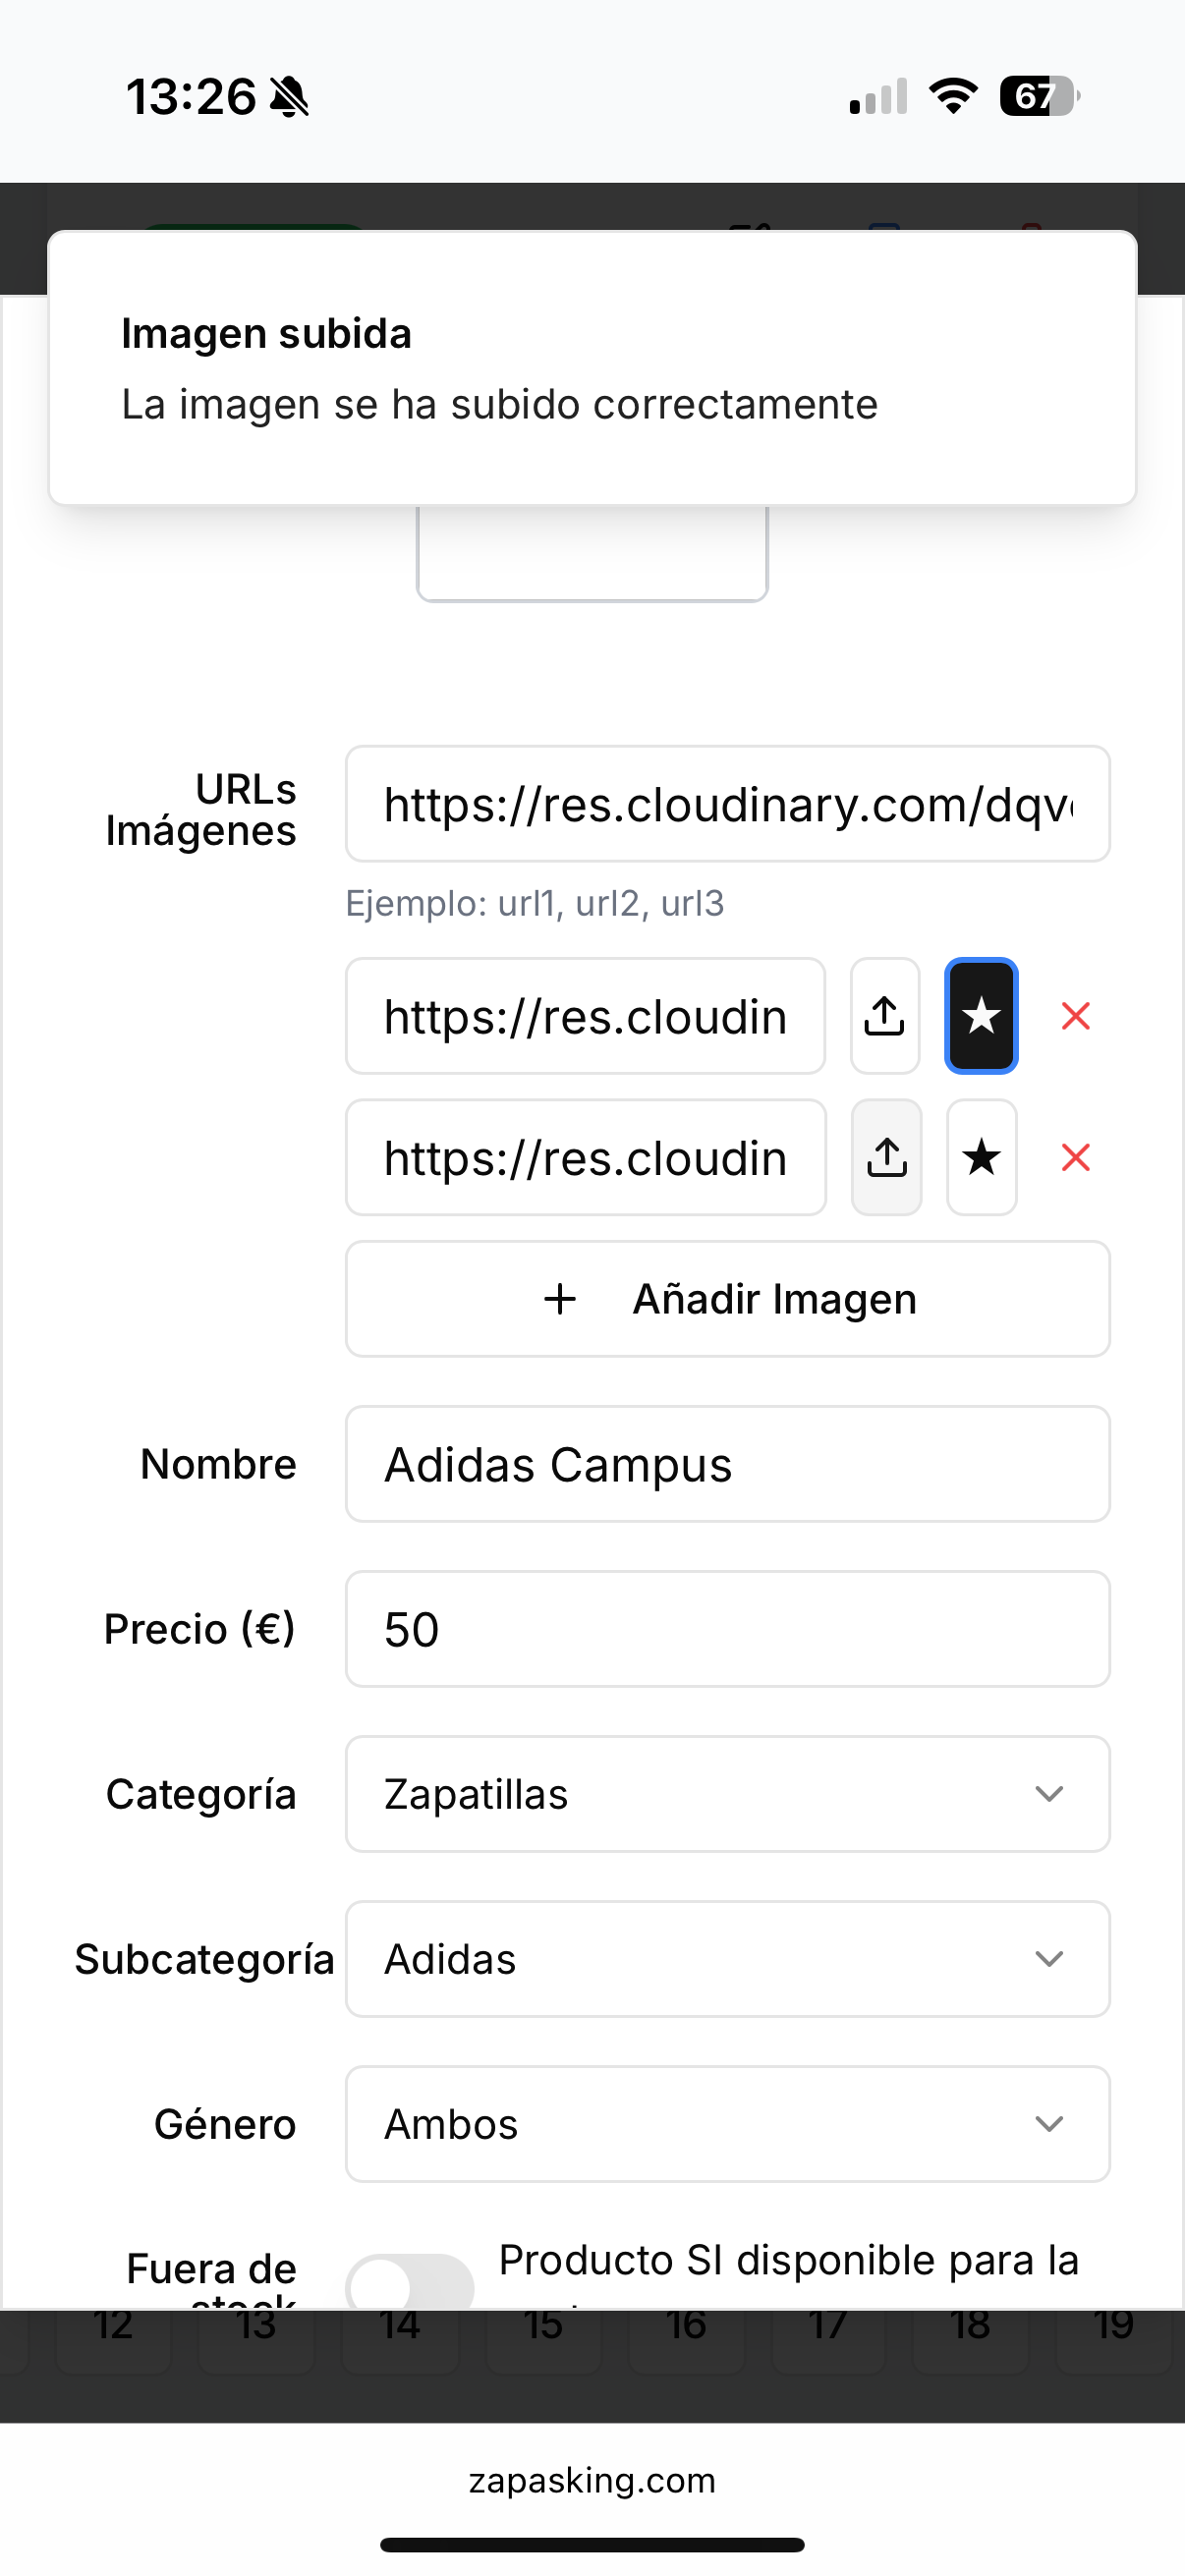 13:26
67
Imagen subida
La imagen se ha subido correctamente
URLs
Imágenes
https://res.cloudinary.com/dqv
Ejemplo: url1, url2, url3
https://res.cloudin
https://res.cloudin
Añadir Imagen
Nombre
Adidas Campus
Precio (€)
50
Categoría
Zapatillas
Subcategoría
Adidas
Género
Ambos
Fuera de
stock
Producto SI disponible para la
12 13 14 15 16 17 18 19
zapasking.com